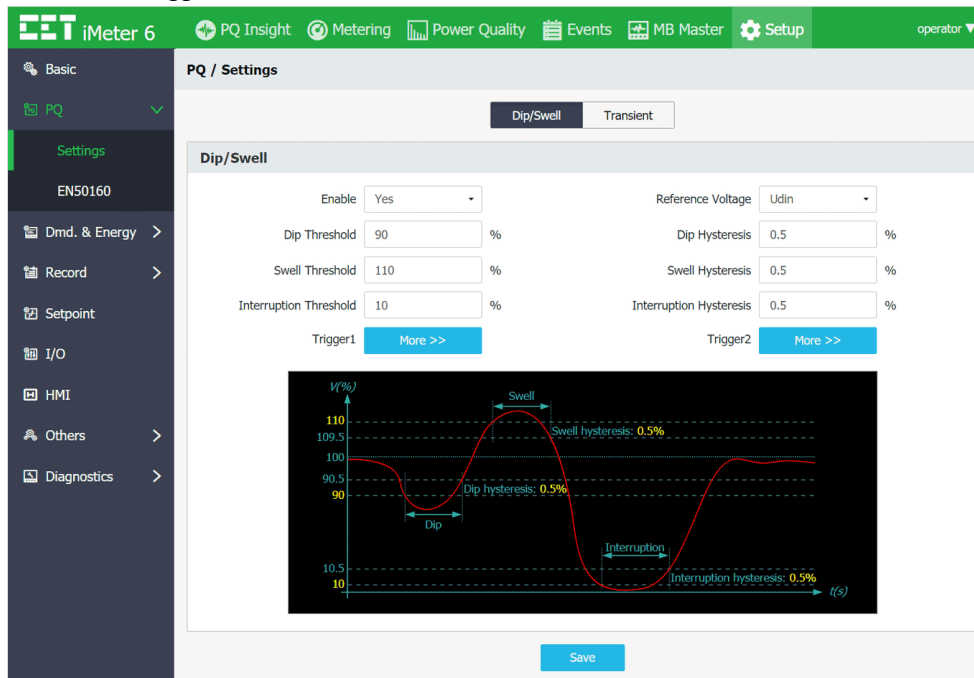 CET iMeter 6
PQ Insight Metering Power Quality Events MB Master Setup operator
Basic
PQ
Settings
EN50160
Dmd. & Energy
Record
Setpoint
I/O
HMI
Others
Diagnostics
PQ / Settings
Dip/Swell Transient
Dip/Swell
Enable Yes Reference Voltage Udin
Dip Threshold 90 % Dip Hysteresis 0.5 %
Swell Threshold 110 % Swell Hysteresis 0.5 %
Interruption Threshold 10 % Interruption Hysteresis 0.5 %
Trigger1 More >> Trigger2 More >>
V(%)
Swell
110
Swell hysteresis: 0.5%
109.5
100
90.5
Dip hysteresis: 0.5%
90
Dip
Interruption
10.5
Interruption hysteresis: 0.5%
10
t(s)
Save